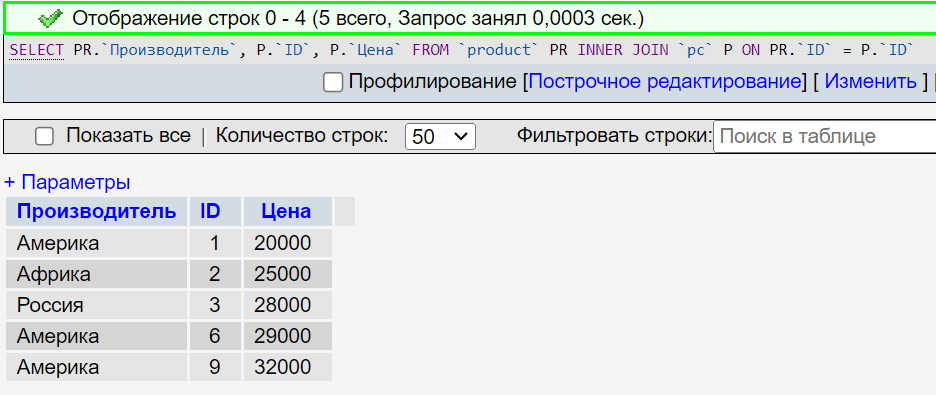 Отображение строк 0 - 4 (5 всего, Запрос занял 0,0003 сек.)
SELECT PR.`Производитель`, P.`ID`, P.`Цена` FROM `product` PR INNER JOIN `pc` P ON PR.`ID` = P.`ID`
Профилирование [Построчное редактирование] [ Изменить ] [
Показать все | Количество строк: 50 Фильтровать строки: Поиск в таблице
+ Параметры
Производитель ID Цена
Америка 1 20000
Африка 2 25000
Россия 3 28000
Америка 6 29000
Америка 9 32000